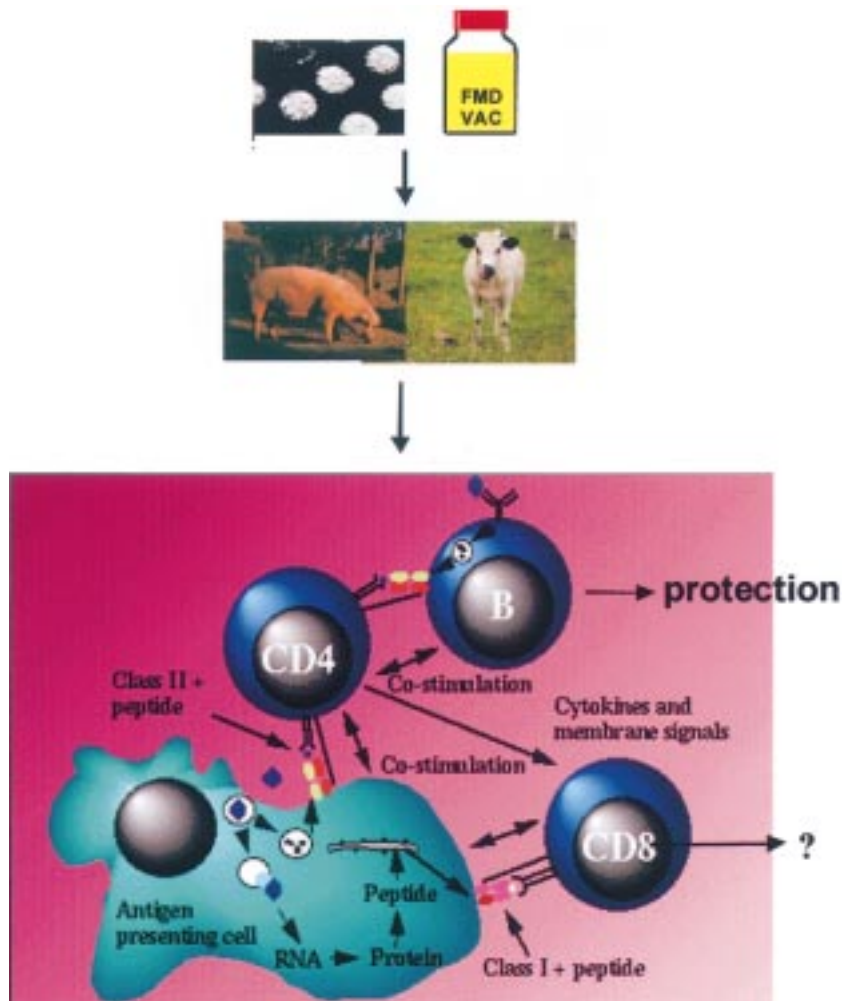 FMD
VAC
B
protection
CD4
Class II +
peptide
Co-stimulation
Cytokines and
membrane signals
Co-stimulation
CD8
?
Antigen
presenting cell
Peptide
RNA
Protein
Class I + peptide